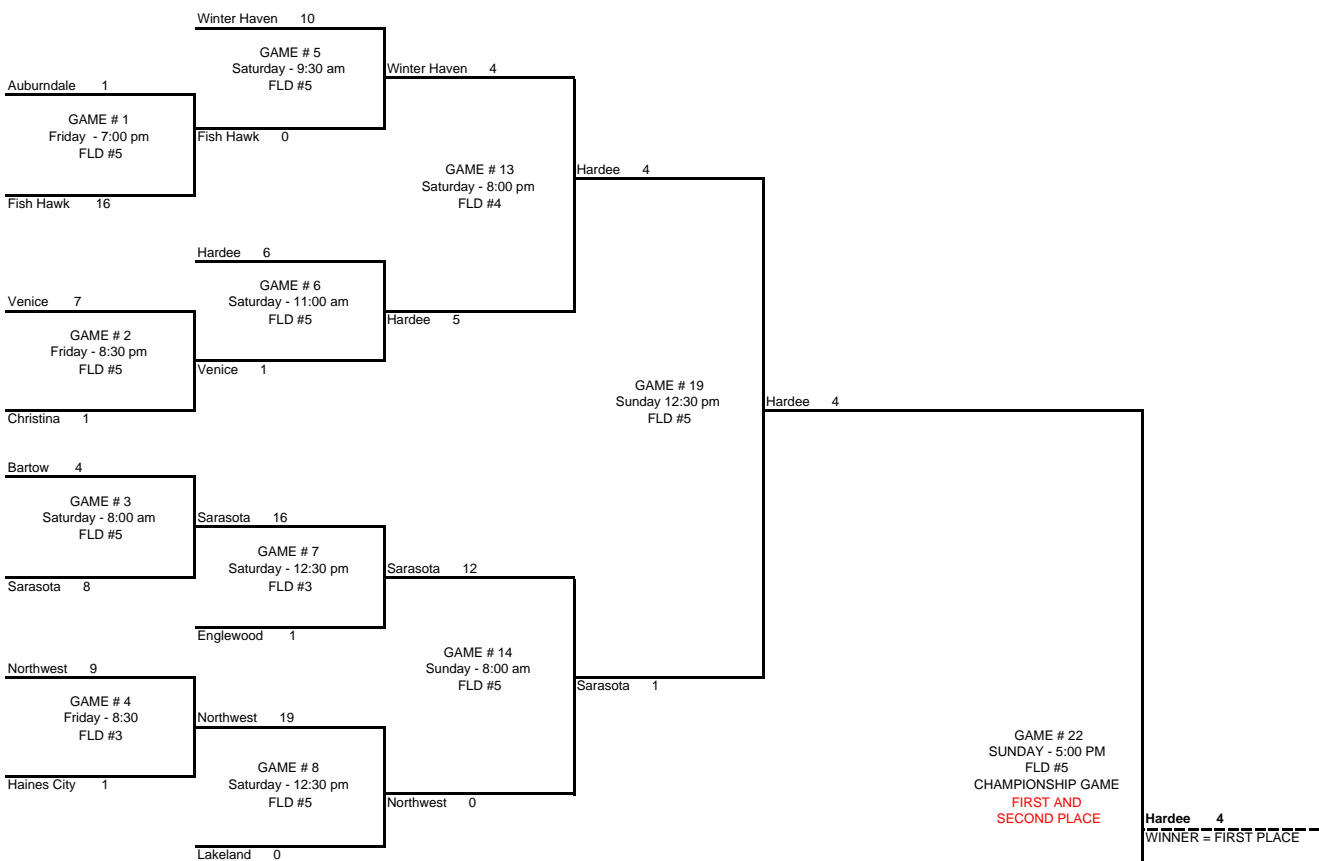 Winter Haven 10
GAME # 5
Saturday - 9:30 am
FLD #5
Winter Haven 4
Auburndale 1
GAME # 1
Friday - 7:00 pm
FLD #5
Fish Hawk 0
GAME # 13
Saturday - 8:00 pm
FLD #4
Hardee 4
Fish Hawk 16
Hardee 6
GAME # 6
Saturday - 11:00 am
FLD #5
Venice 7
Hardee 5
GAME # 2
Friday - 8:30 pm
FLD #5
Venice 1
GAME # 19
Sunday 12:30 pm
FLD #5
Hardee 4
Christina 1
Bartow 4
GAME # 3
Saturday - 8:00 am
FLD #5
Sarasota 16
GAME # 7
Saturday - 12:30 pm
FLD #3
Sarasota 12
Sarasota 8
Englewood 1
GAME # 14
Sunday - 8:00 am
FLD #5
Northwest 9
Sarasota 1
GAME # 4
Friday - 8:30
FLD #3
Northwest 19
GAME # 8
Saturday - 12:30 pm
FLD #5
Haines City 1
Northwest 0
GAME # 22
SUNDAY - 5:00 PM
FLD #5
CHAMPIONSHIP GAME
FIRST AND
SECOND PLACE
Hardee 4
WINNER = FIRST PLACE
Lakeland 0